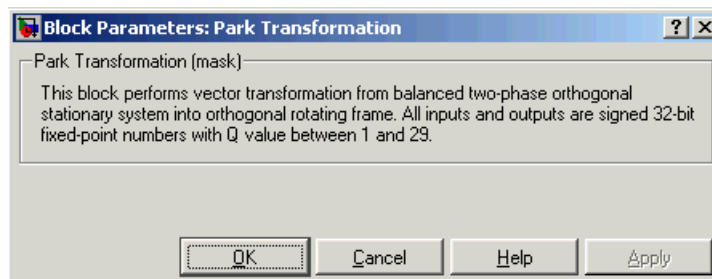 Block Parameters: Park Transformation
? X
Park Transformation (mask)
This block performs vector transformation from balanced two-phase orthogonal
stationary system into orthogonal rotating frame. All inputs and outputs are signed 32-bit
fixed-point numbers with Q value between 1 and 29.
OK Cancel Help Apply